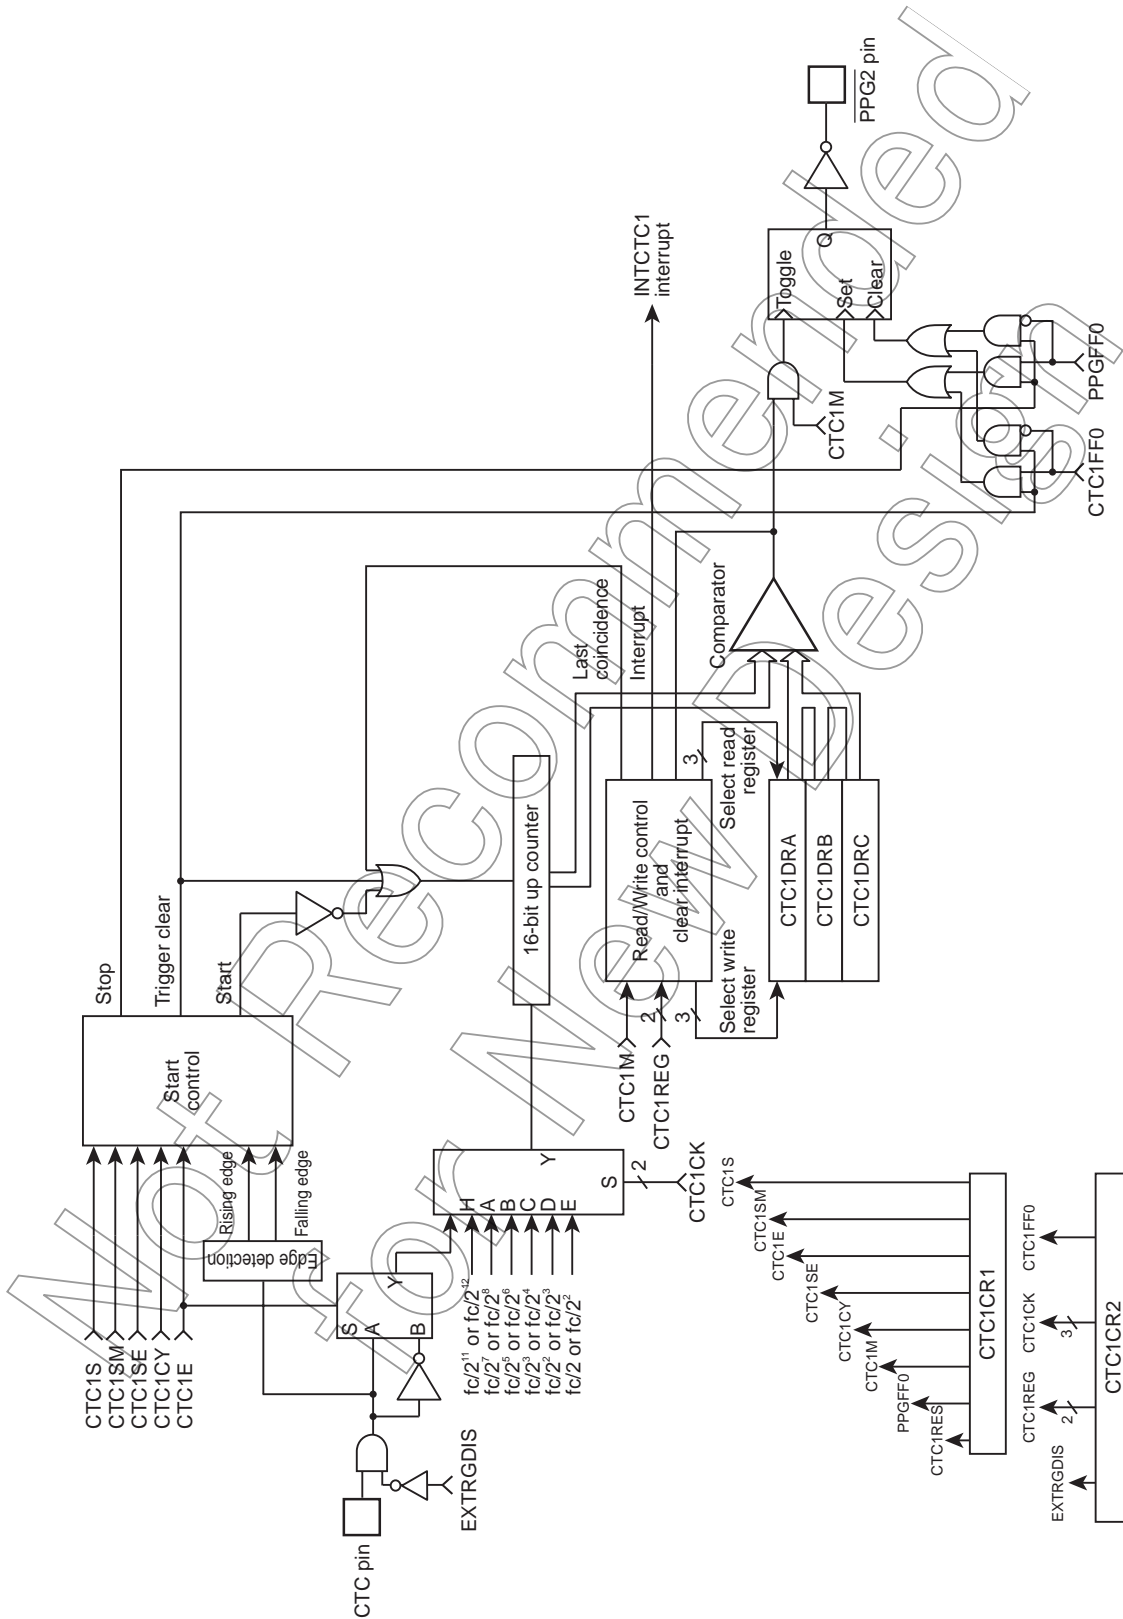 CTC1S
CTC1SM
CTC1SE
CTC1CY
CTC1E
Start
control
Stop
Trigger clear
Start
Rising edge
Falling edge
Edge detection
CTC pin
EXTRGDIS
S
A
B
Y
H
A
B
C
D
E
Y
S
fc/2¹¹ or fc/2¹²
fc/2⁷ or fc/2⁸
fc/2⁵ or fc/2⁶
fc/2³ or fc/2⁴
fc/2² or fc/2³
fc/2 or fc/2²
2
CTC1CK
16-bit up counter
CTC1M
CTC1REG
2
3
Read/Write control
and
clear interrupt
Select write
register
Select read
register
3
CTC1DRA
CTC1DRB
CTC1DRC
Last
coincidence
Interrupt
Comparator
INTCTC1
interrupt
CTC1M
Toggle
Set
Clear
Q
PPG2 pin
CTC1FF0
PPGFF0
CTC1S
CTC1SM
CTC1E
CTC1SE
CTC1CY
CTC1M
PPGFF0
CTC1RES
CTC1CR1
CTC1FF0
CTC1CK
3
CTC1REG
2
EXTRGDIS
CTC1CR2
Not Recommended
for New Design